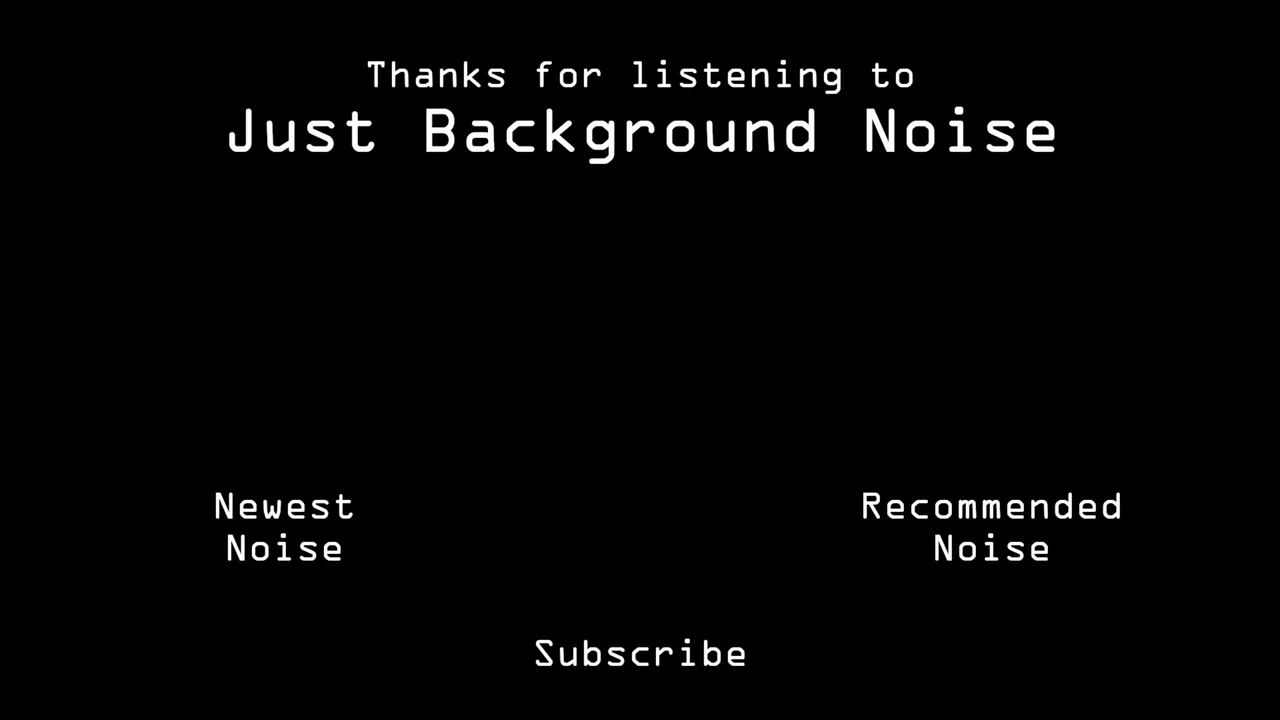 Thanks for listening to
Just Background Noise
Newest
Noise
Recommended
Noise
Subscribe